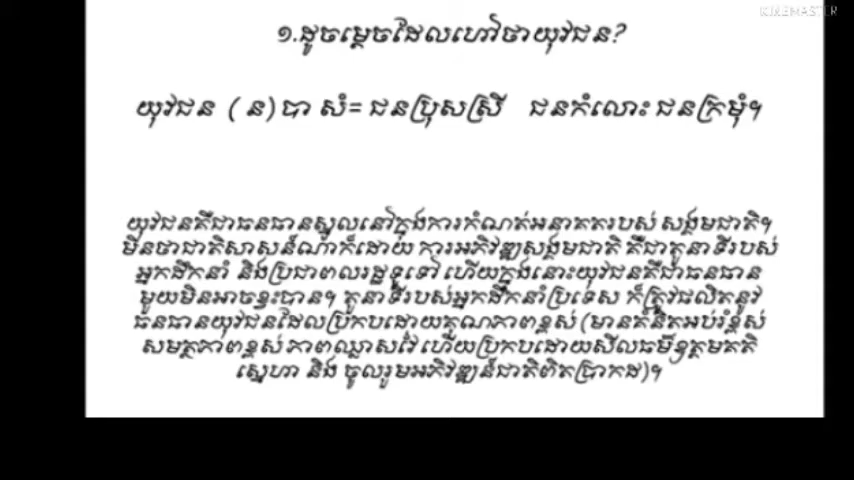 KINEMASTER
១.ដូចម្ដេចដែលហៅថាយុវជន?
យុវជន (ន) បា សំ= ជនប្រុសស្រី ជនកំលោះ ជនក្រមុំ។
យុវជនគឺជាធនធានស្នូលនៅក្នុងការកំណត់អនាគតរបស់ សង្គមជាតិ។
មិនថាជាតិសាសន៍ណាក៏ដោយ ការអភិវឌ្ឍសង្គមជាតិ គឺជាតួនាទីរបស់
អ្នកដឹកនាំ និងប្រជាពលរដ្ឋទូទៅ ហើយក្នុងនោះយុវជនគឺជាធនធាន
មួយមិនអាចខ្វះបាន។ តួនាទីរបស់អ្នកដឹកនាំប្រទេស ក៏ត្រូវផលិតនូវ
ធនធានយុវជនដែលប្រកបដោយគុណភាពខ្ពស់ (មានគំនិតអប់រំខ្ពស់
សមត្ថភាពខ្ពស់ ភាពឈ្លាសវៃ ហើយប្រកបដោយសីលធម៌ឧត្តមគតិ
ស្នេហា និង ចូលរួមអភិវឌ្ឍន៍ជាតិពិតប្រាកដ)។